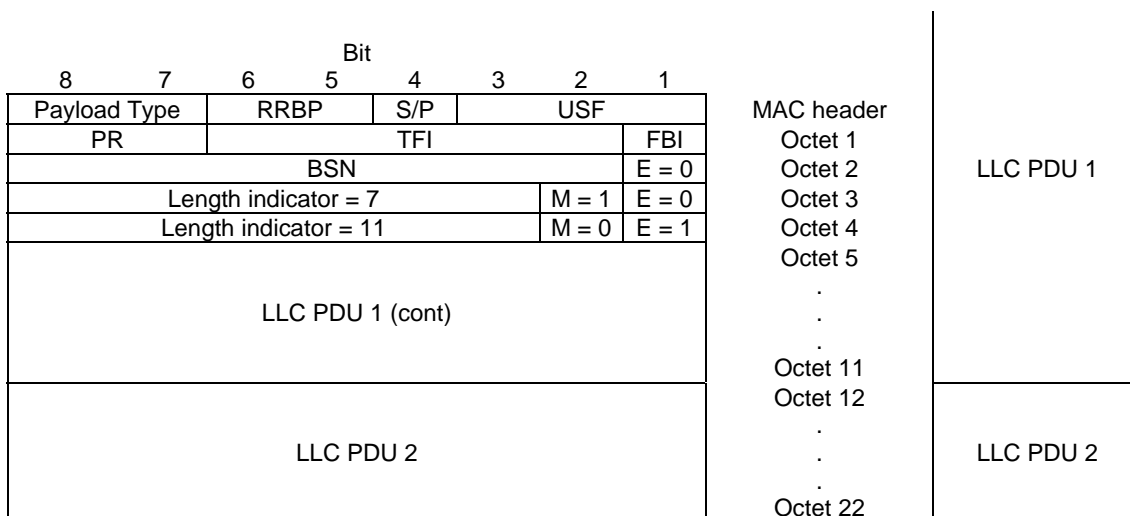 Bit
8 7 6 5 4 3 2 1
Payload Type RRBP S/P USF MAC header
PR TFI FBI Octet 1
BSN E = 0 Octet 2 LLC PDU 1
Length indicator = 7 M = 1 E = 0 Octet 3
Length indicator = 11 M = 0 E = 1 Octet 4
Octet 5
.
LLC PDU 1 (cont) .
.
Octet 11
Octet 12
.
LLC PDU 2 . LLC PDU 2
.
Octet 22